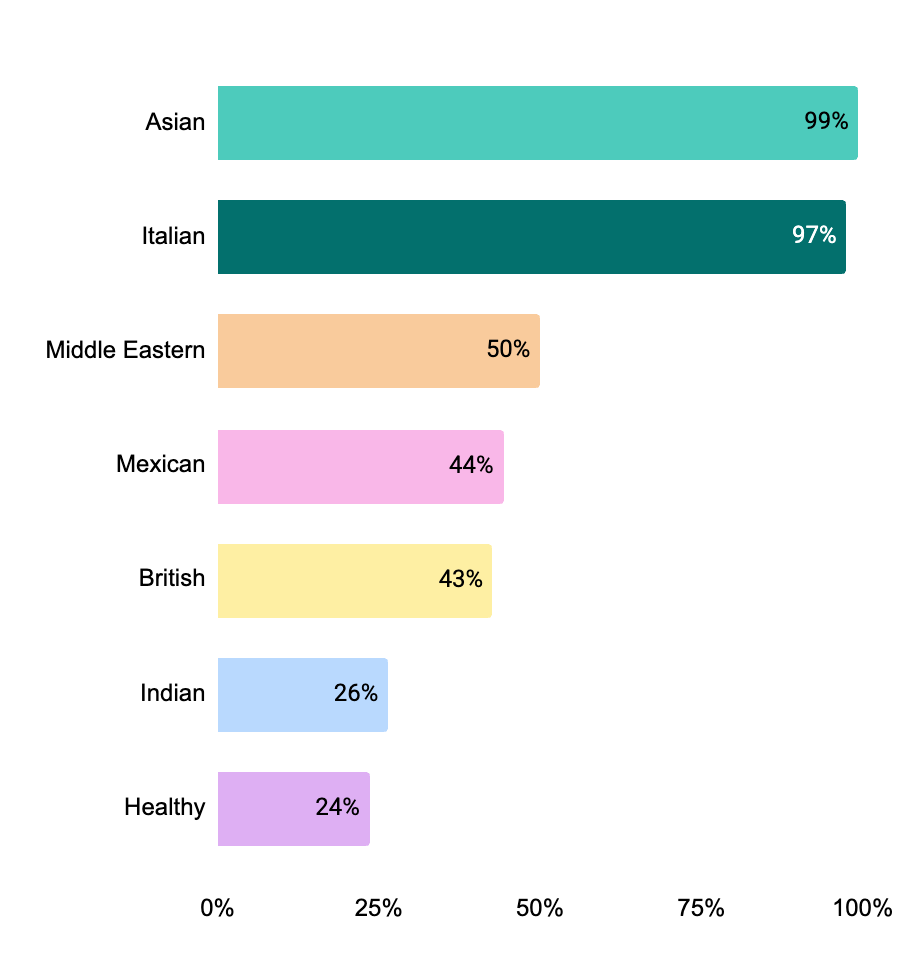 Asian 99%
Italian 97%
Middle Eastern 50%
Mexican 44%
British 43%
Indian 26%
Healthy 24%
0% 25% 50% 75% 100%